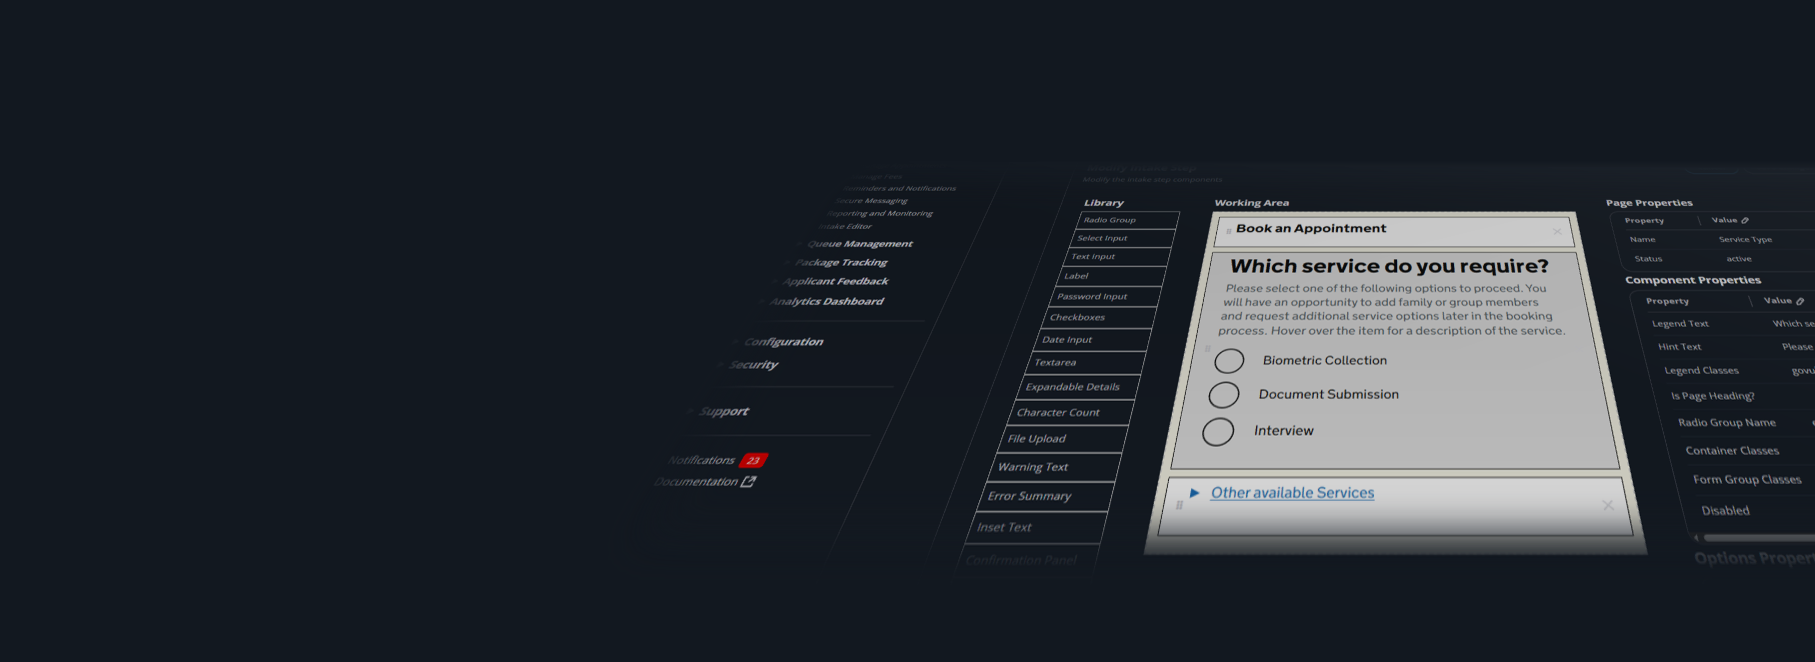 Reminders and Notifications
Secure Messaging
Reporting and Monitoring
Intake Editor
Queue Management
Package Tracking
Applicant Feedback
Analytics Dashboard
Configuration
Security
Support
Notifications 23
Documentation
Modify the intake step components
Library
Radio Group
Select Input
Text Input
Label
Password Input
Checkboxes
Date Input
Textarea
Expandable Details
Character Count
File Upload
Warning Text
Error Summary
Inset Text
Confirmation Panel
Working Area
Book an Appointment
Which service do you require?
Please select one of the following options to proceed. You
will have an opportunity to add family or group members
and request additional service options later in the booking
process. Hover over the item for a description of the service.
Biometric Collection
Document Submission
Interview
Other available Services
Page Properties
Property Value
Name Service Type
Status active
Component Properties
Property Value
Legend Text Which se
Hint Text Please
Legend Classes govu
Is Page Heading?
Radio Group Name
Container Classes
Form Group Classes
Disabled
Options Proper